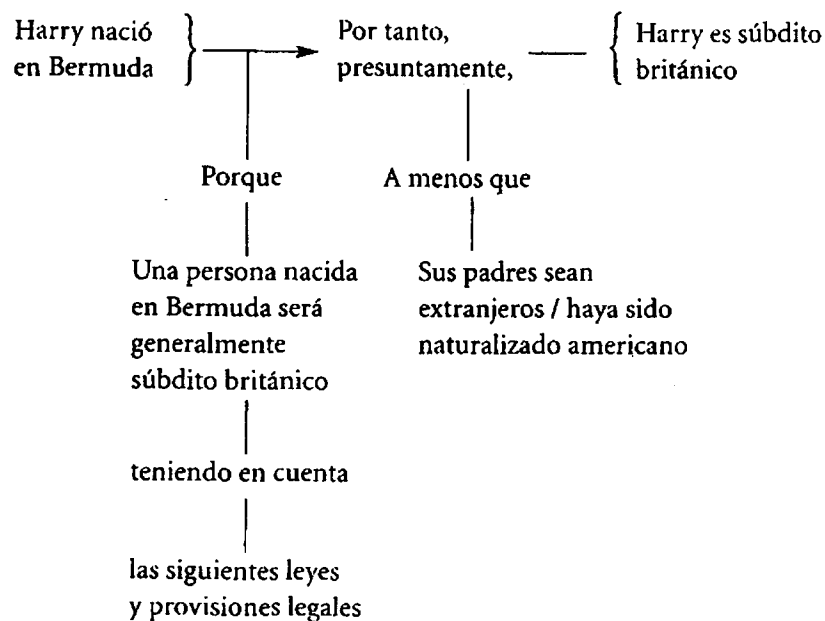 Harry nació
en Bermuda
Por tanto,
presuntamente,
Harry es súbdito
británico
Porque
A menos que
Una persona nacida
en Bermuda será
generalmente
súbdito británico
Sus padres sean
extranjeros / haya sido
naturalizado americano
teniendo en cuenta
las siguientes leyes
y provisiones legales